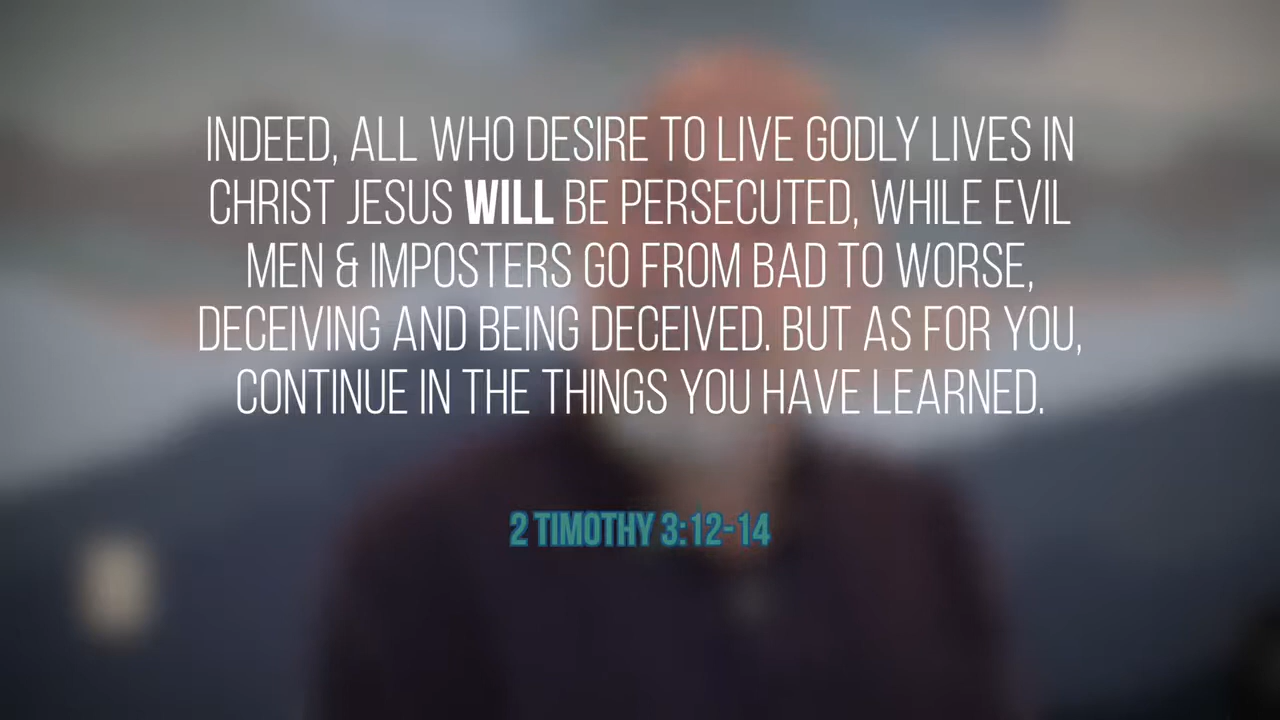 INDEED, ALL WHO DESIRE TO LIVE GODLY LIVES IN
CHRIST JESUS WILL BE PERSECUTED, WHILE EVIL
MEN & IMPOSTERS GO FROM BAD TO WORSE,
DECEIVING AND BEING DECEIVED. BUT AS FOR YOU,
CONTINUE IN THE THINGS YOU HAVE LEARNED.
2 TIMOTHY 3:12-14